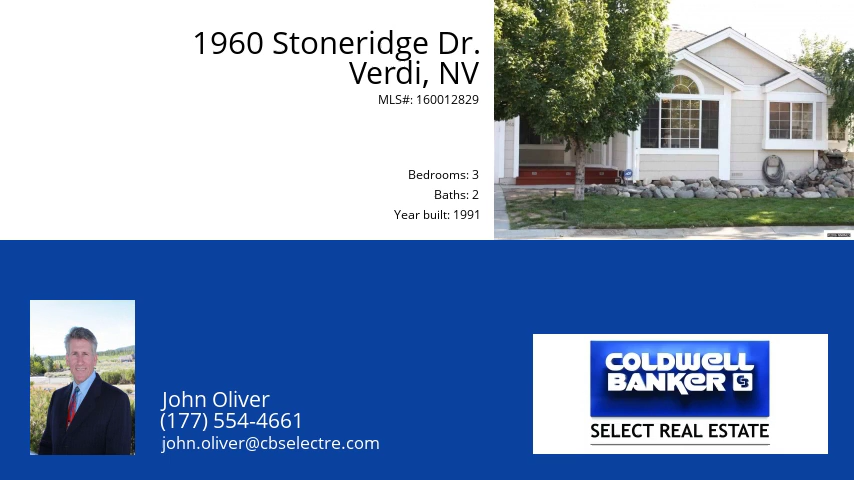 1960 Stoneridge Dr.
Verdi, NV
MLS#: 160012829
Bedrooms: 3
Baths: 2
Year built: 1991
John Oliver
(177) 554-4661
john.oliver@cbselectre.com
COLDWELL
BANKER CB
SELECT REAL ESTATE